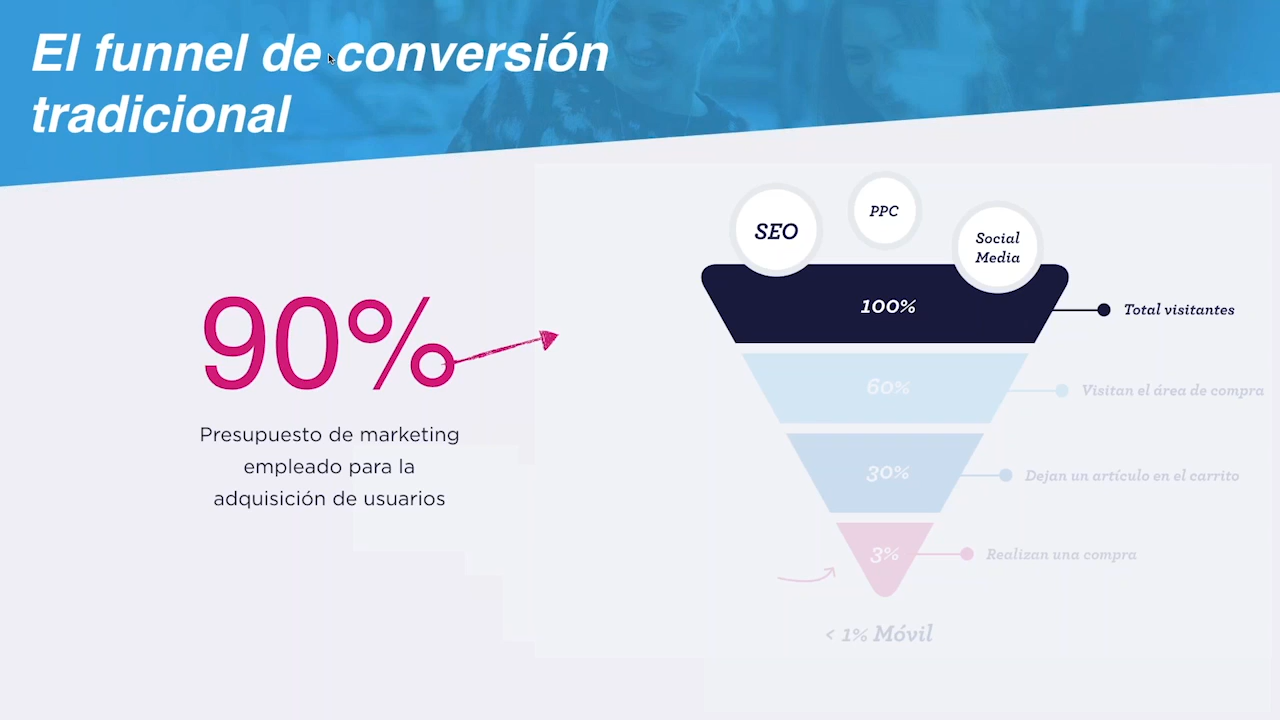 El funnel de conversión
tradicional
90%
Presupuesto de marketing
empleado para la
adquisición de usuarios
SEO
PPC
Social
Media
100%
Total visitantes
60%
Visitan el área de compra
30%
Dejan un artículo en el carrito
3%
Realizan una compra
< 1% Móvil